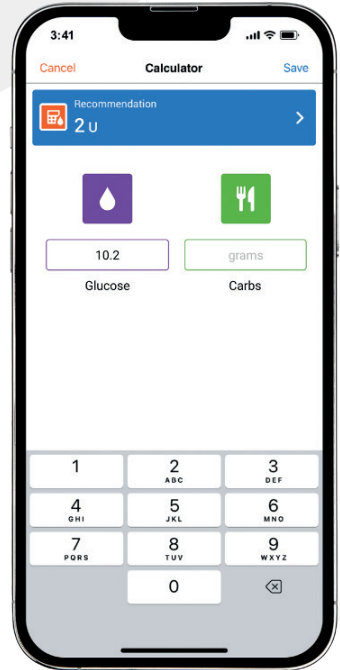 3:41
Cancel Calculator Save
Recommendation
2 U
10.2 grams
Glucose Carbs
1 2 3
ABC DEF
4 5 6
GHI JKL MNO
7 8 9
PQRS TUV WXYZ
0